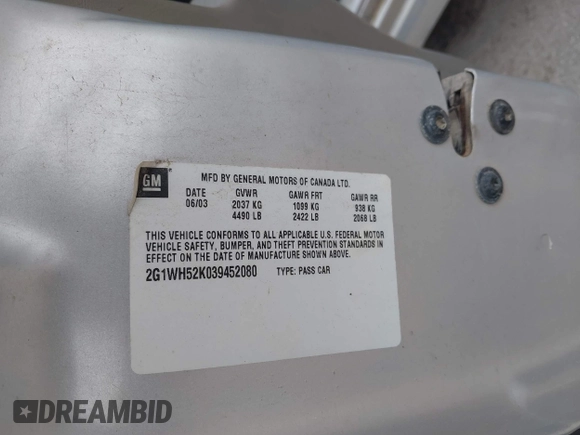 GM
MFD BY GENERAL MOTORS OF CANADA LTD.
DATE GVWR GAWR FRT GAWR RR
06/03 2037 KG 1099 KG 938 KG
4490 LB 2422 LB 2068 LB
THIS VEHICLE CONFORMS TO ALL APPLICABLE U.S. FEDERAL MOTOR
VEHICLE SAFETY, BUMPER, AND THEFT PREVENTION STANDARDS IN
EFFECT ON THE DATE OF MANUFACTURE SHOWN ABOVE.
2G1WH52K039452080 TYPE: PASS CAR
DREAMBID